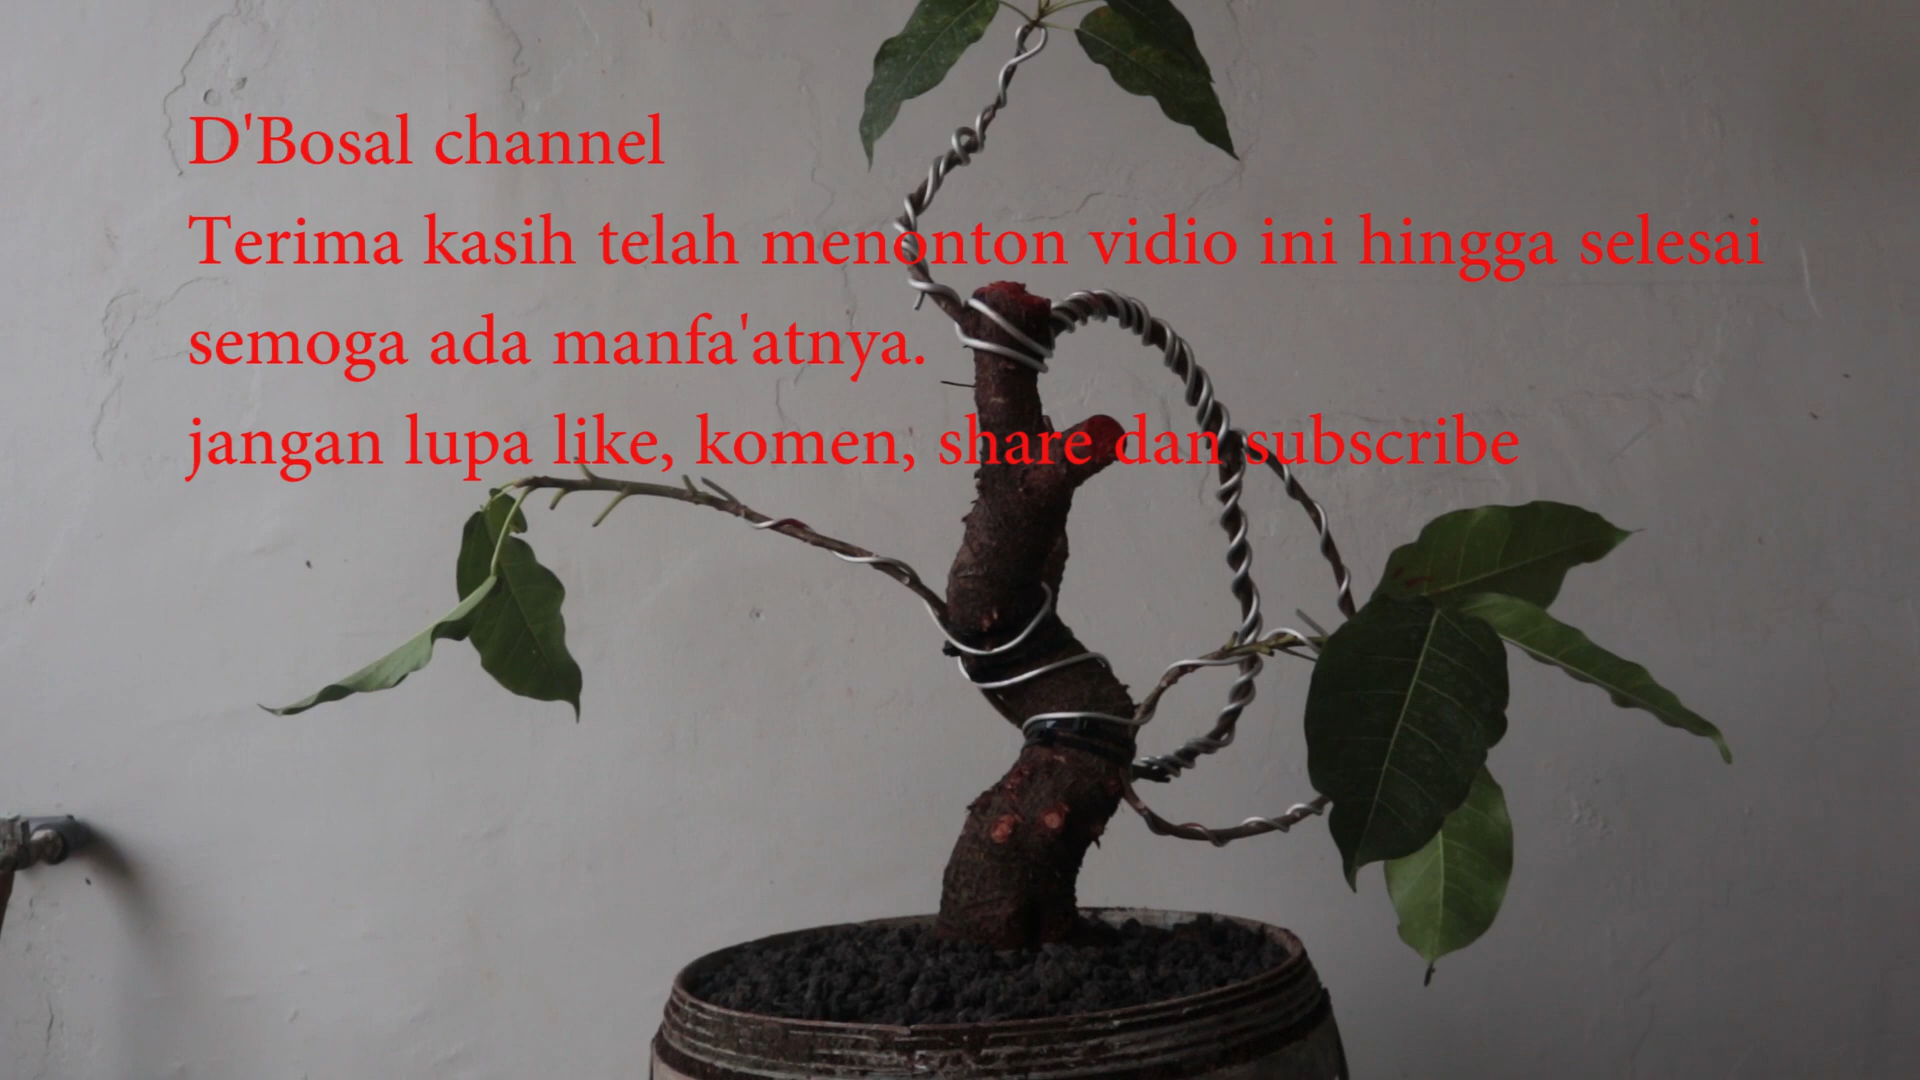 D'Bosal channel
Terima kasih telah menonton vidio ini hingga selesai
semoga ada manfa'atnya.
jangan lupa like, komen, share dan subscribe